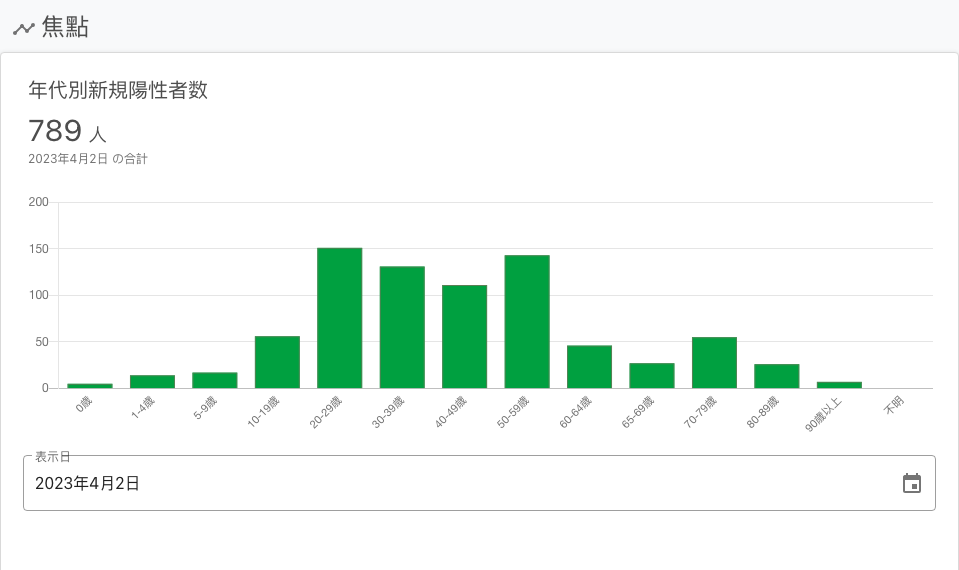 焦點
年代別新規陽性者数
789 人
2023年4月2日 の合計
200
150
100
50
0
0歳
1-4歳
5-9歳
10-19歳
20-29歳
30-39歳
40-49歳
50-59歳
60-64歳
65-69歳
70-79歳
80-89歳
90歳以上
不明
表示日
2023年4月2日